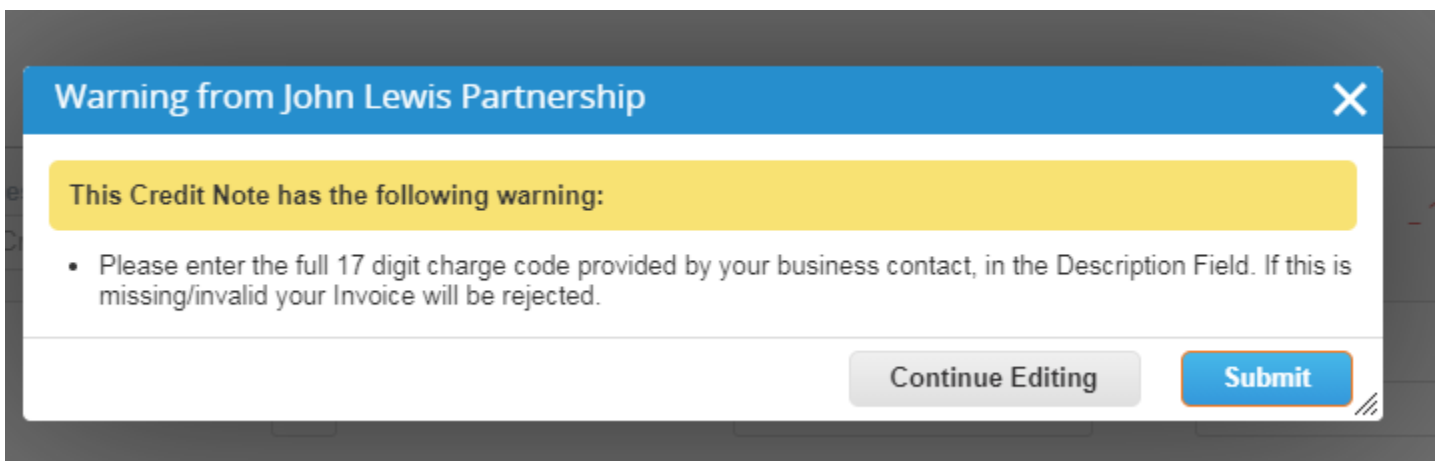 Warning from John Lewis Partnership
This Credit Note has the following warning:
• Please enter the full 17 digit charge code provided by your business contact, in the Description Field. If this is
missing/invalid your Invoice will be rejected.
Continue Editing
Submit